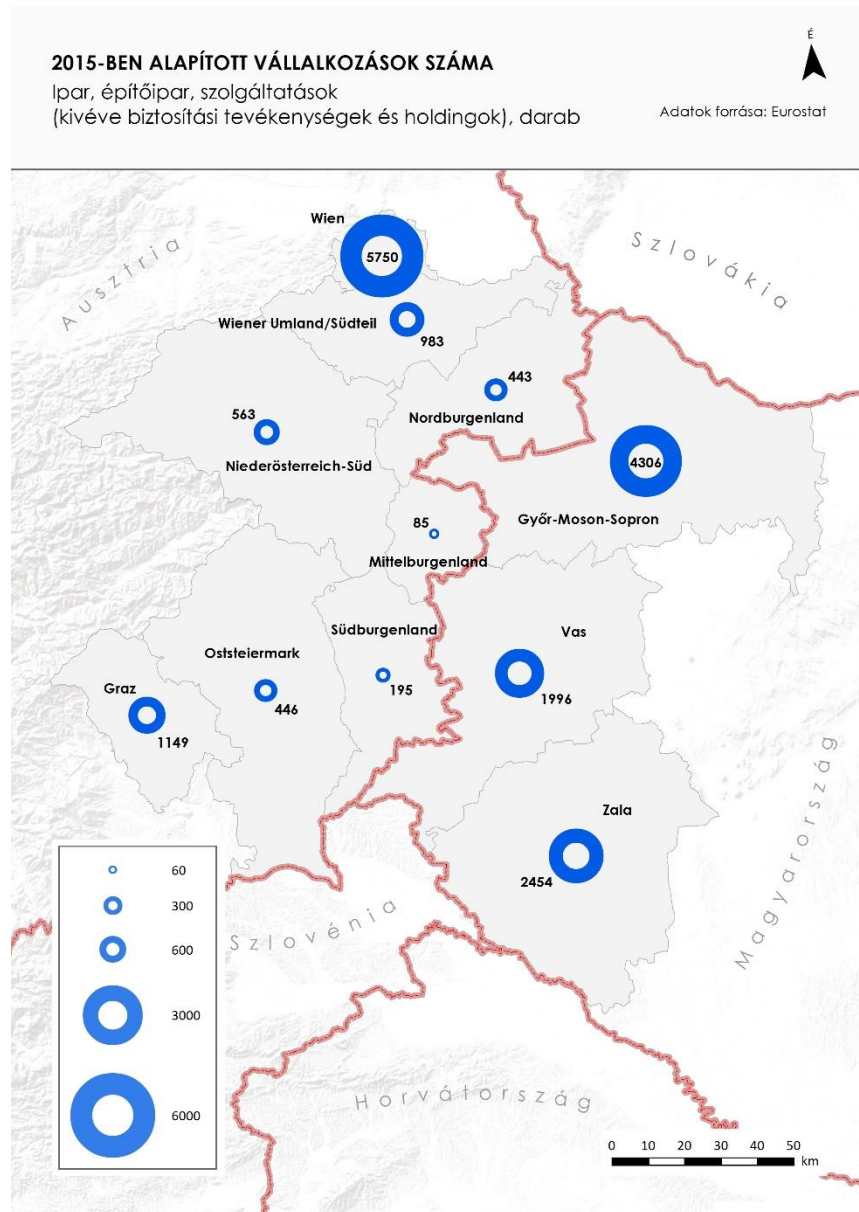 2015-BEN ALAPÍTOTT VÁLLALKOZÁSOK SZÁMA
Ipar, építőipar, szolgáltatások
(kivéve biztosítási tevékenységek és holdingok), darab
É
Adatok forrása: Eurostat
Ausztria
Szlovákia
Wien
5750
Wiener Umland/Südteil
983
443
Nordburgenland
563
Niederösterreich-Süd
4306
Győr-Moson-Sopron
85
Mittelburgenland
Südburgenland
195
Vas
1996
Oststeiermark
446
Graz
1149
Zala
2454
Magyarország
Szlovénia
Horvátország
60
300
600
3000
6000
0 10 20 30 40 50
km